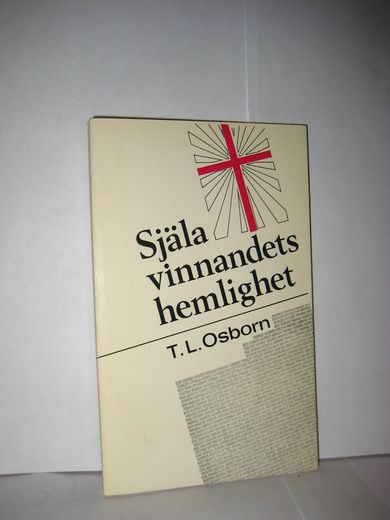 Själa
vinnandets
hemlighet
T.L.Osborn